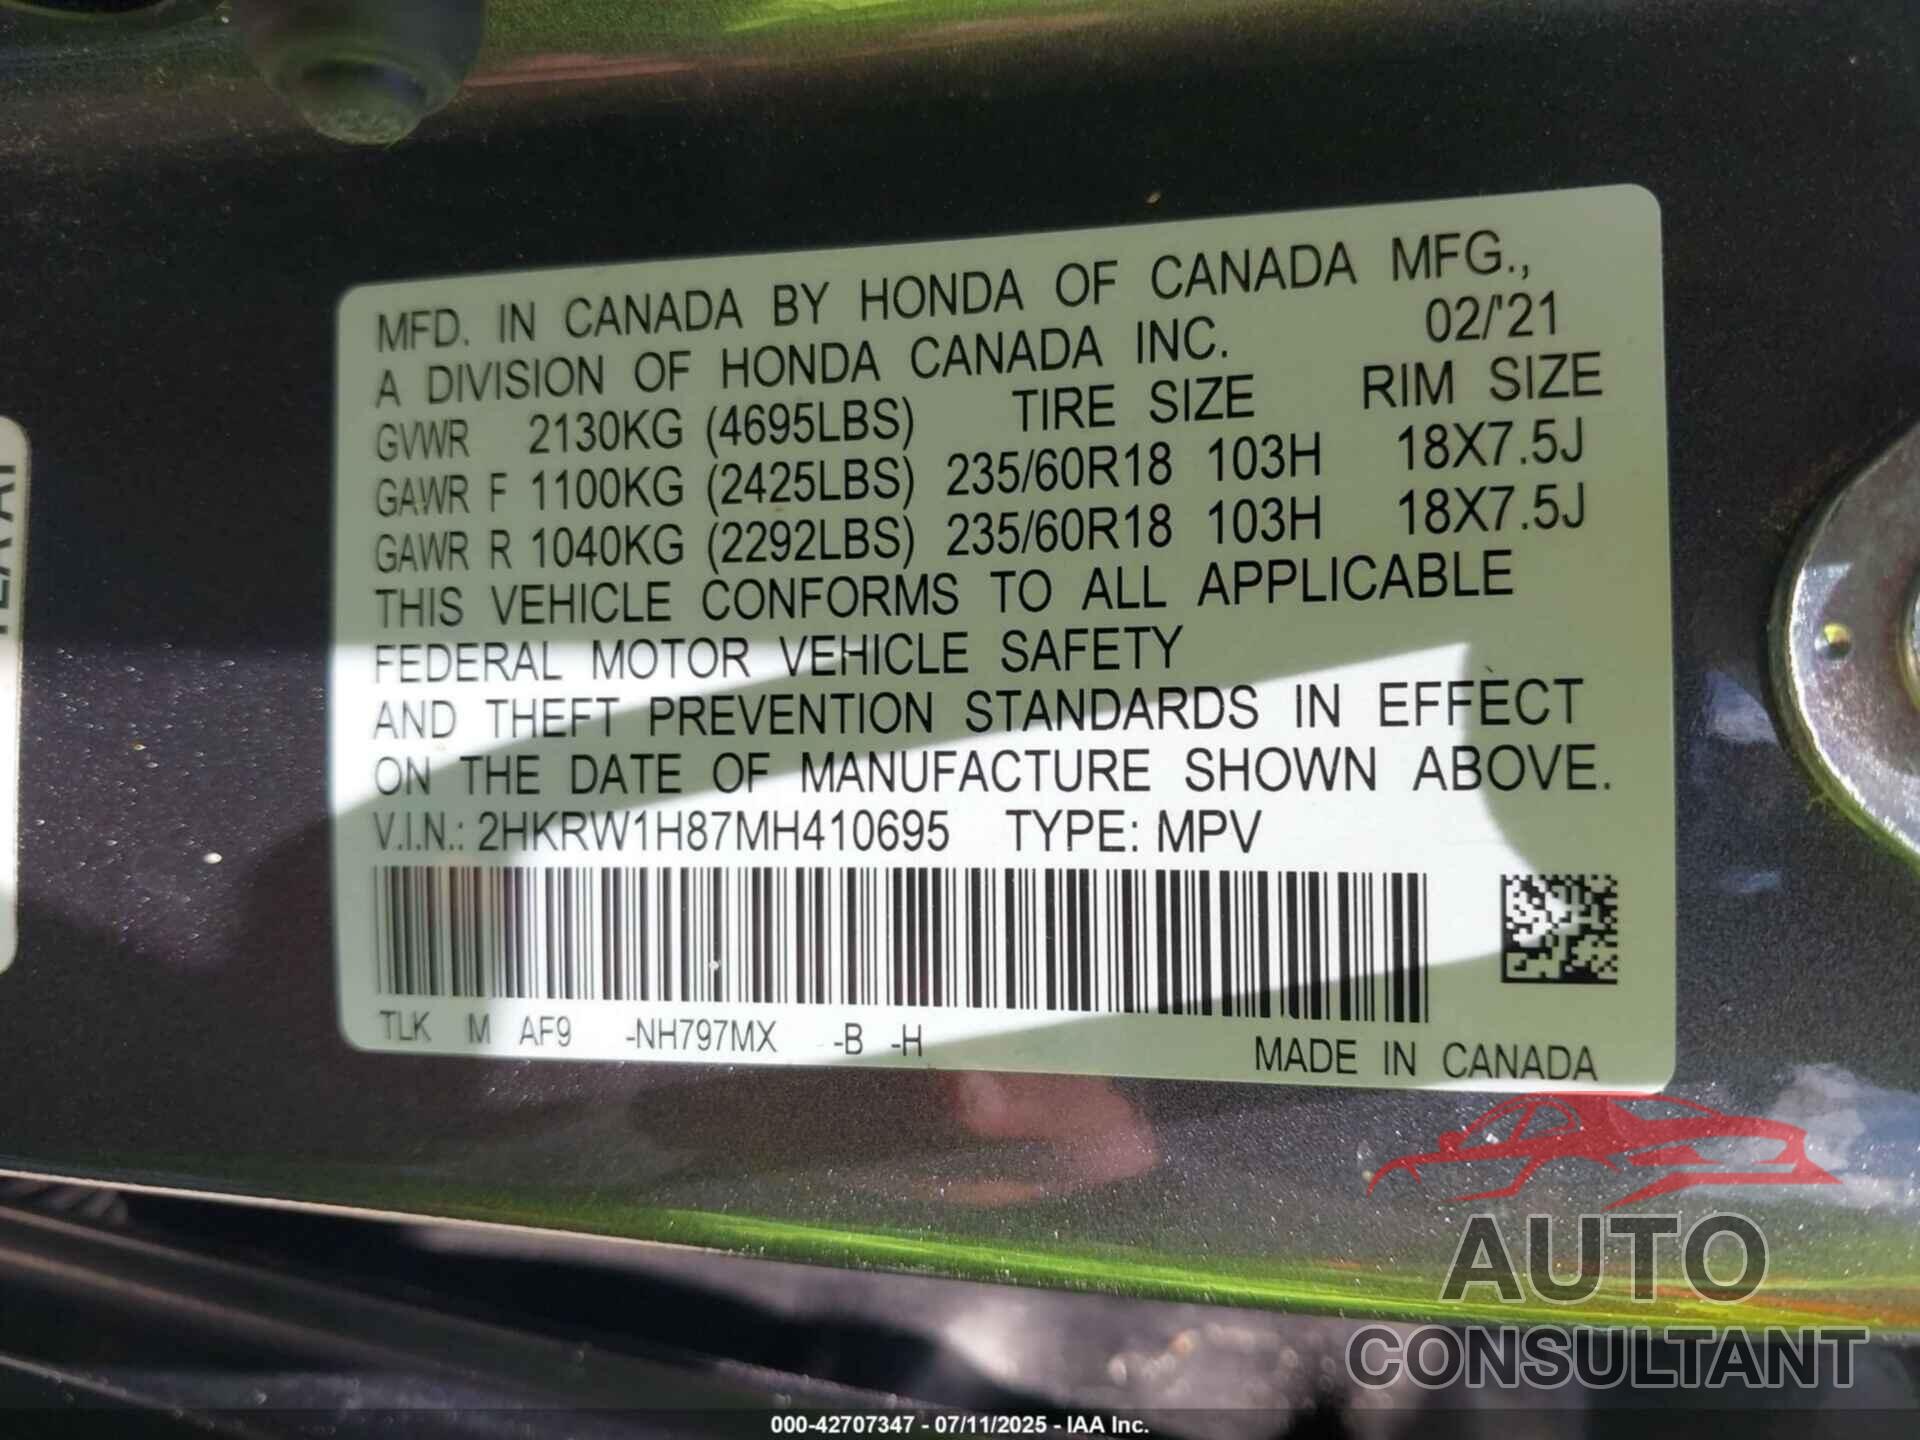 MFD. IN CANADA BY HONDA OF CANADA MFG.,
A DIVISION OF HONDA CANADA INC. 02/'21
GVWR 2130KG (4695LBS) TIRE SIZE RIM SIZE
GAWR F 1100KG (2425LBS) 235/60R18 103H 18X7.5J
GAWR R 1040KG (2292LBS) 235/60R18 103H 18X7.5J
THIS VEHICLE CONFORMS TO ALL APPLICABLE
FEDERAL MOTOR VEHICLE SAFETY
AND THEFT PREVENTION STANDARDS IN EFFECT
ON THE DATE OF MANUFACTURE SHOWN ABOVE.
V.I.N.: 2HKRW1H87MH410695 TYPE: MPV
TLK M AF9 -NH797MX -B -H
MADE IN CANADA
AUTO
CONSULTANT
000-42707347 - 07/11/2025 - IAA Inc.